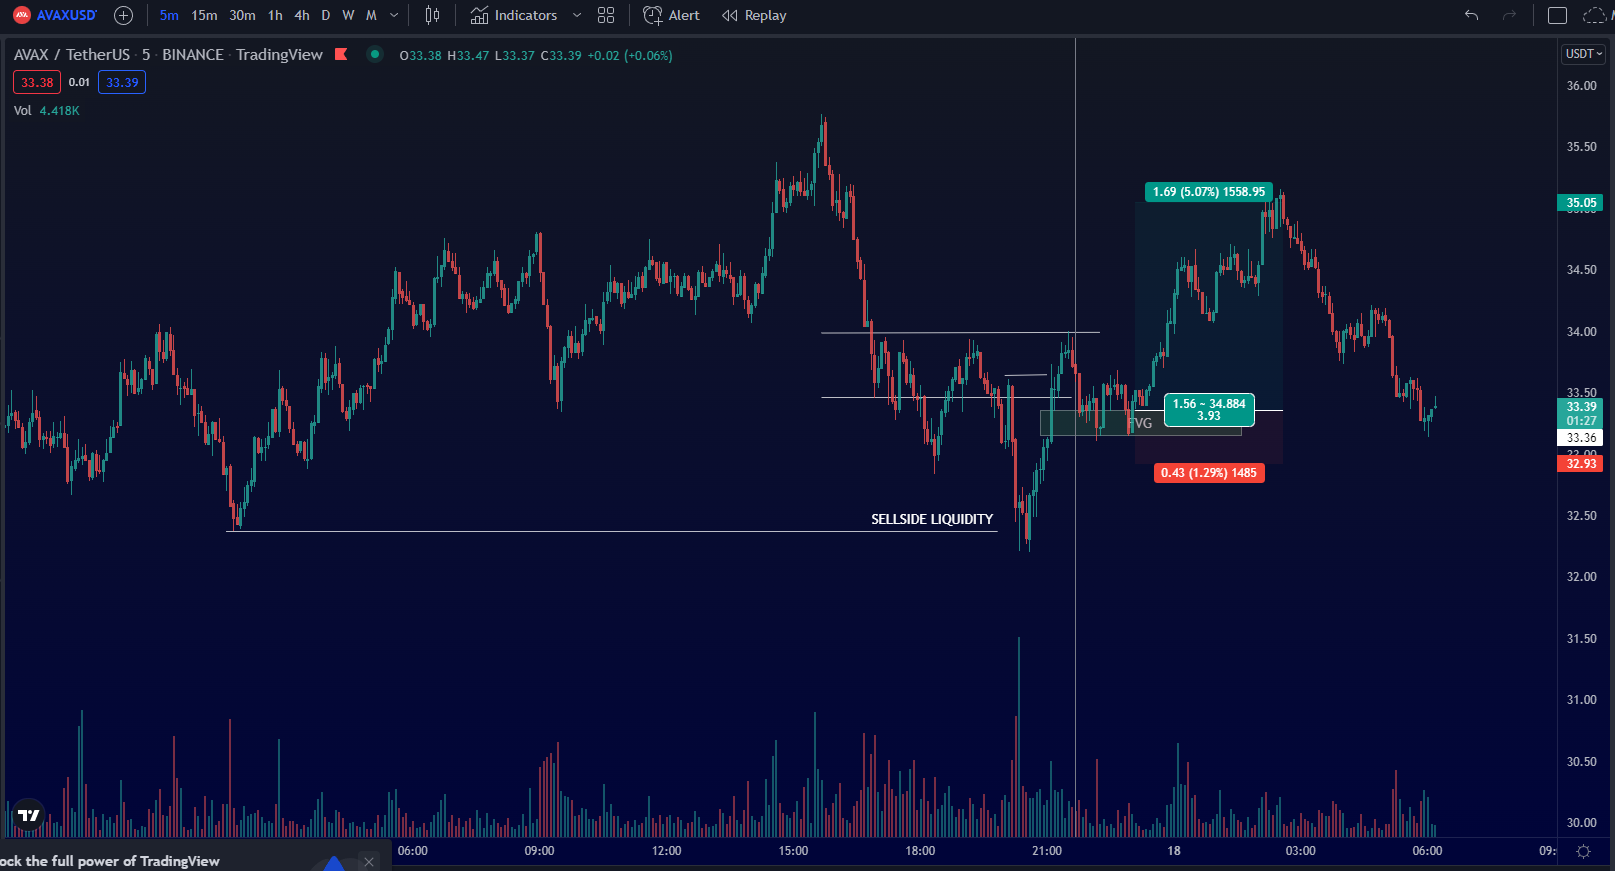 AVAXUSD 5m 15m 30m 1h 4h D W M Indicators Alert Replay
AVAX / TetherUS · 5 · BINANCE · TradingView O33.38 H33.47 L33.37 C33.39 +0.02 (+0.06%)
USDT
33.38 0.01 33.39
Vol 4.418K
36.00
35.50
35.05
34.50
34.00
33.50
33.39
01:27
33.36
32.93
32.50
32.00
31.50
31.00
30.50
30.00
1.69 (5.07%) 1558.95
1.56 ~ 34.884
3.93
FVG
0.43 (1.29%) 1485
SELLSIDE LIQUIDITY
06:00 09:00 12:00 15:00 18:00 21:00 18 03:00 06:00 09:
ock the full power of TradingView